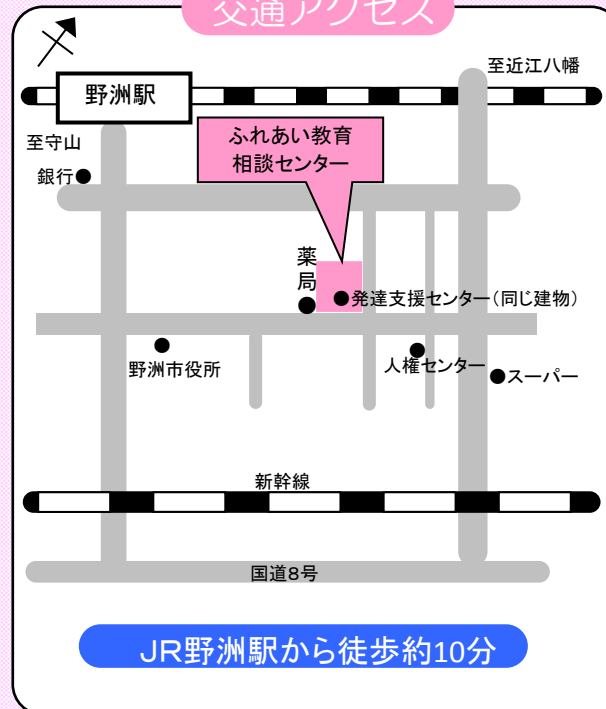 交通アクセス
至近江八幡
野洲駅
至守山
銀行
ふれあい教育
相談センター
薬局
発達支援センター（同じ建物）
野洲市役所
人権センター
スーパー
新幹線
国道8号
JR野洲駅から徒歩約10分